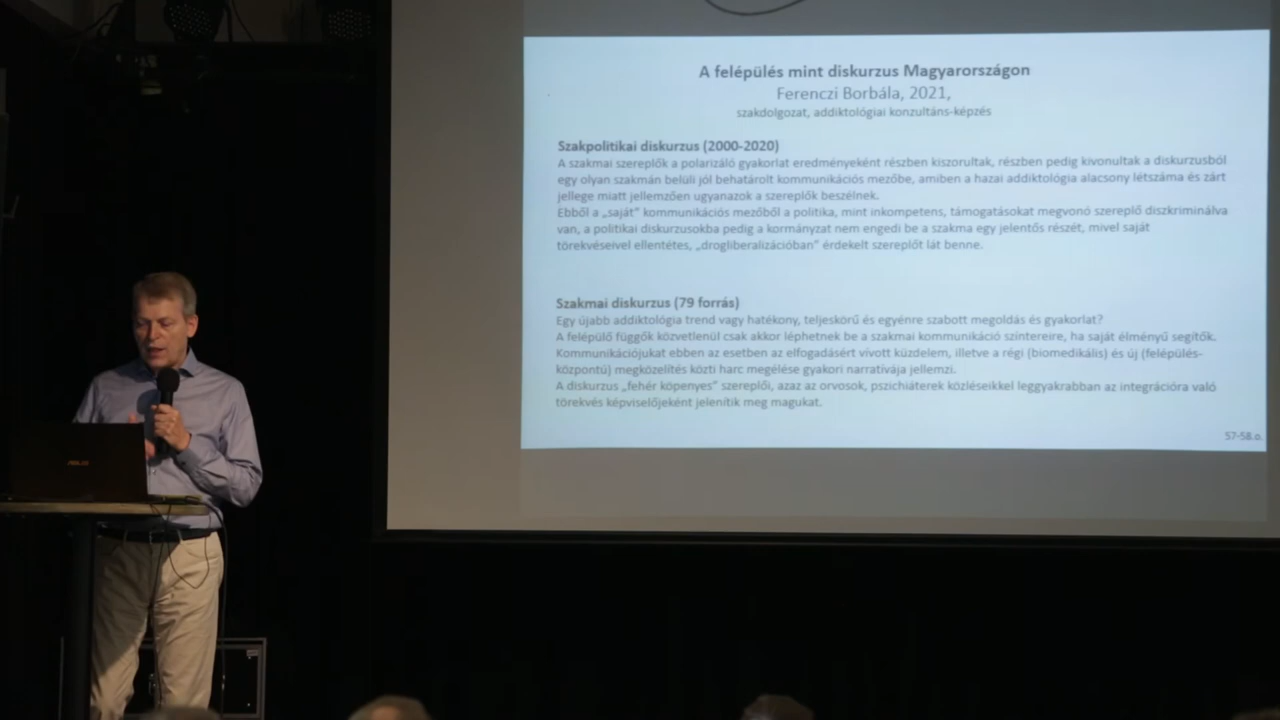 A felépülés mint diskurzus Magyarországon
Ferenczi Borbála, 2021,
szakdolgozat, addiktológiai konzultáns-képzés
Szakpolitikai diskurzus (2000-2020)
A szakmai szereplők a polarizáló gyakorlat eredményeként részben kiszorultak, részben pedig kivonultak a diskurzusból
egy olyan szakmán belüli jól behatárolt kommunikációs mezőbe, amiben a hazai addiktológia alacsony létszáma és zárt
jellege miatt jellemzően ugyanazok a szereplők beszélnek.
Ebből a „saját” kommunikációs mezőből a politika, mint inkompetens, támogatásokat megvonó szereplő diszkriminálva
van, a politikai diskurzusokba pedig a kormányzat nem engedi be a szakma egy jelentős részét, mivel saját
törekvéseivel ellentétes, „drogliberalizációban” érdekelt szereplőt lát benne.
Szakmai diskurzus (79 forrás)
Egy újabb addiktológia trend vagy hatékony, teljeskörű és egyénre szabott megoldás és gyakorlat?
A felépülő függők közvetlenül csak akkor léphetnek be a szakmai kommunikáció színtereire, ha saját élményű segítők.
Kommunikációjukat ebben az esetben az elfogadásért vívott küzdelem, illetve a régi (biomedikális) és új (felépülés-
központú) megközelítés közti harc megélése gyakori narratívája jellemzi.
A diskurzus „fehér köpenyes” szereplői, azaz az orvosok, pszichiáterek közléseikkel leggyakrabban az integrációra való
törekvés képviselőjeként jelenítik meg magukat.
57-58.o.
ASUS